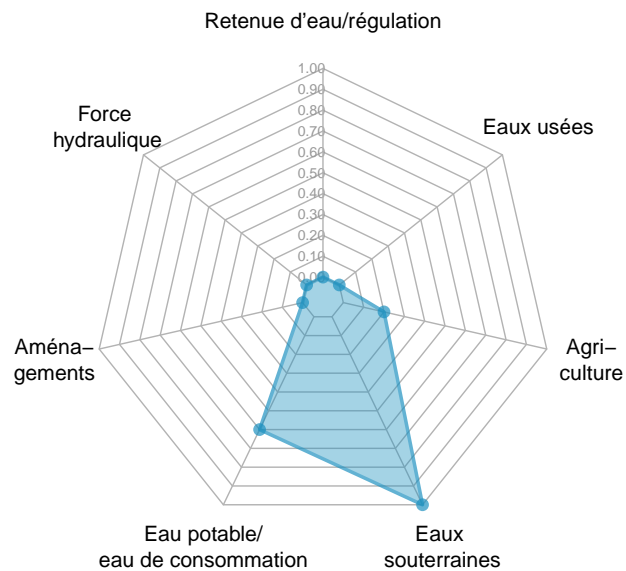 Retenue d’eau/régulation
1.00
0.90
0.80
0.70
0.60
0.50
0.40
0.30
0.20
0.10
0.0
Force
hydraulique
Eaux usées
Aména–
gements
Agri–
culture
Eau potable/
eau de consommation
Eaux
souterraines